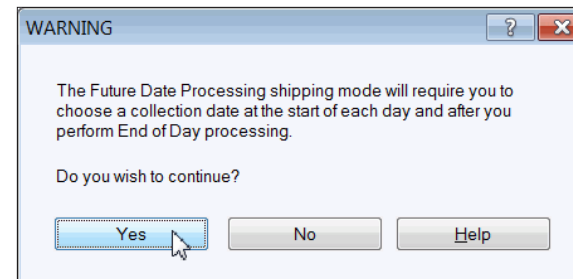 WARNING
The Future Date Processing shipping mode will require you to
choose a collection date at the start of each day and after you
perform End of Day processing.
Do you wish to continue?
Yes No Help